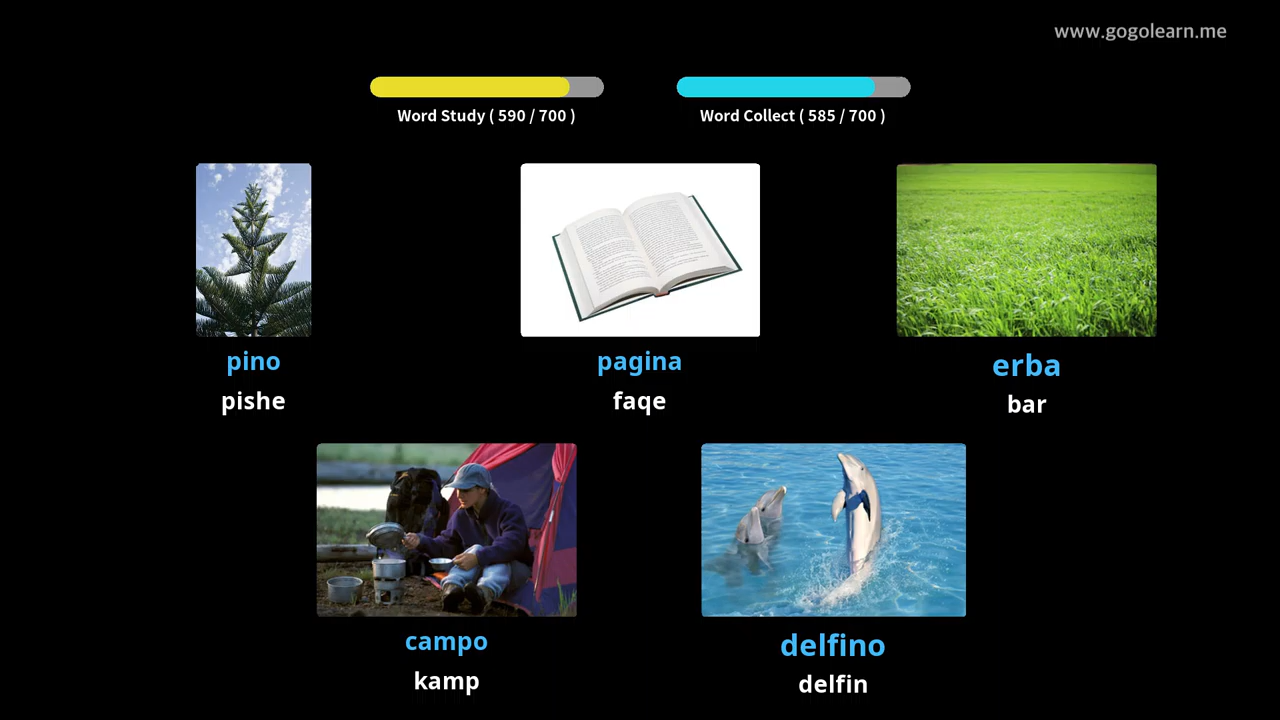 www.gogolearn.me
Word Study ( 590 / 700 )
Word Collect ( 585 / 700 )
pino
pishe
pagina
faqe
erba
bar
campo
kamp
delfino
delfin